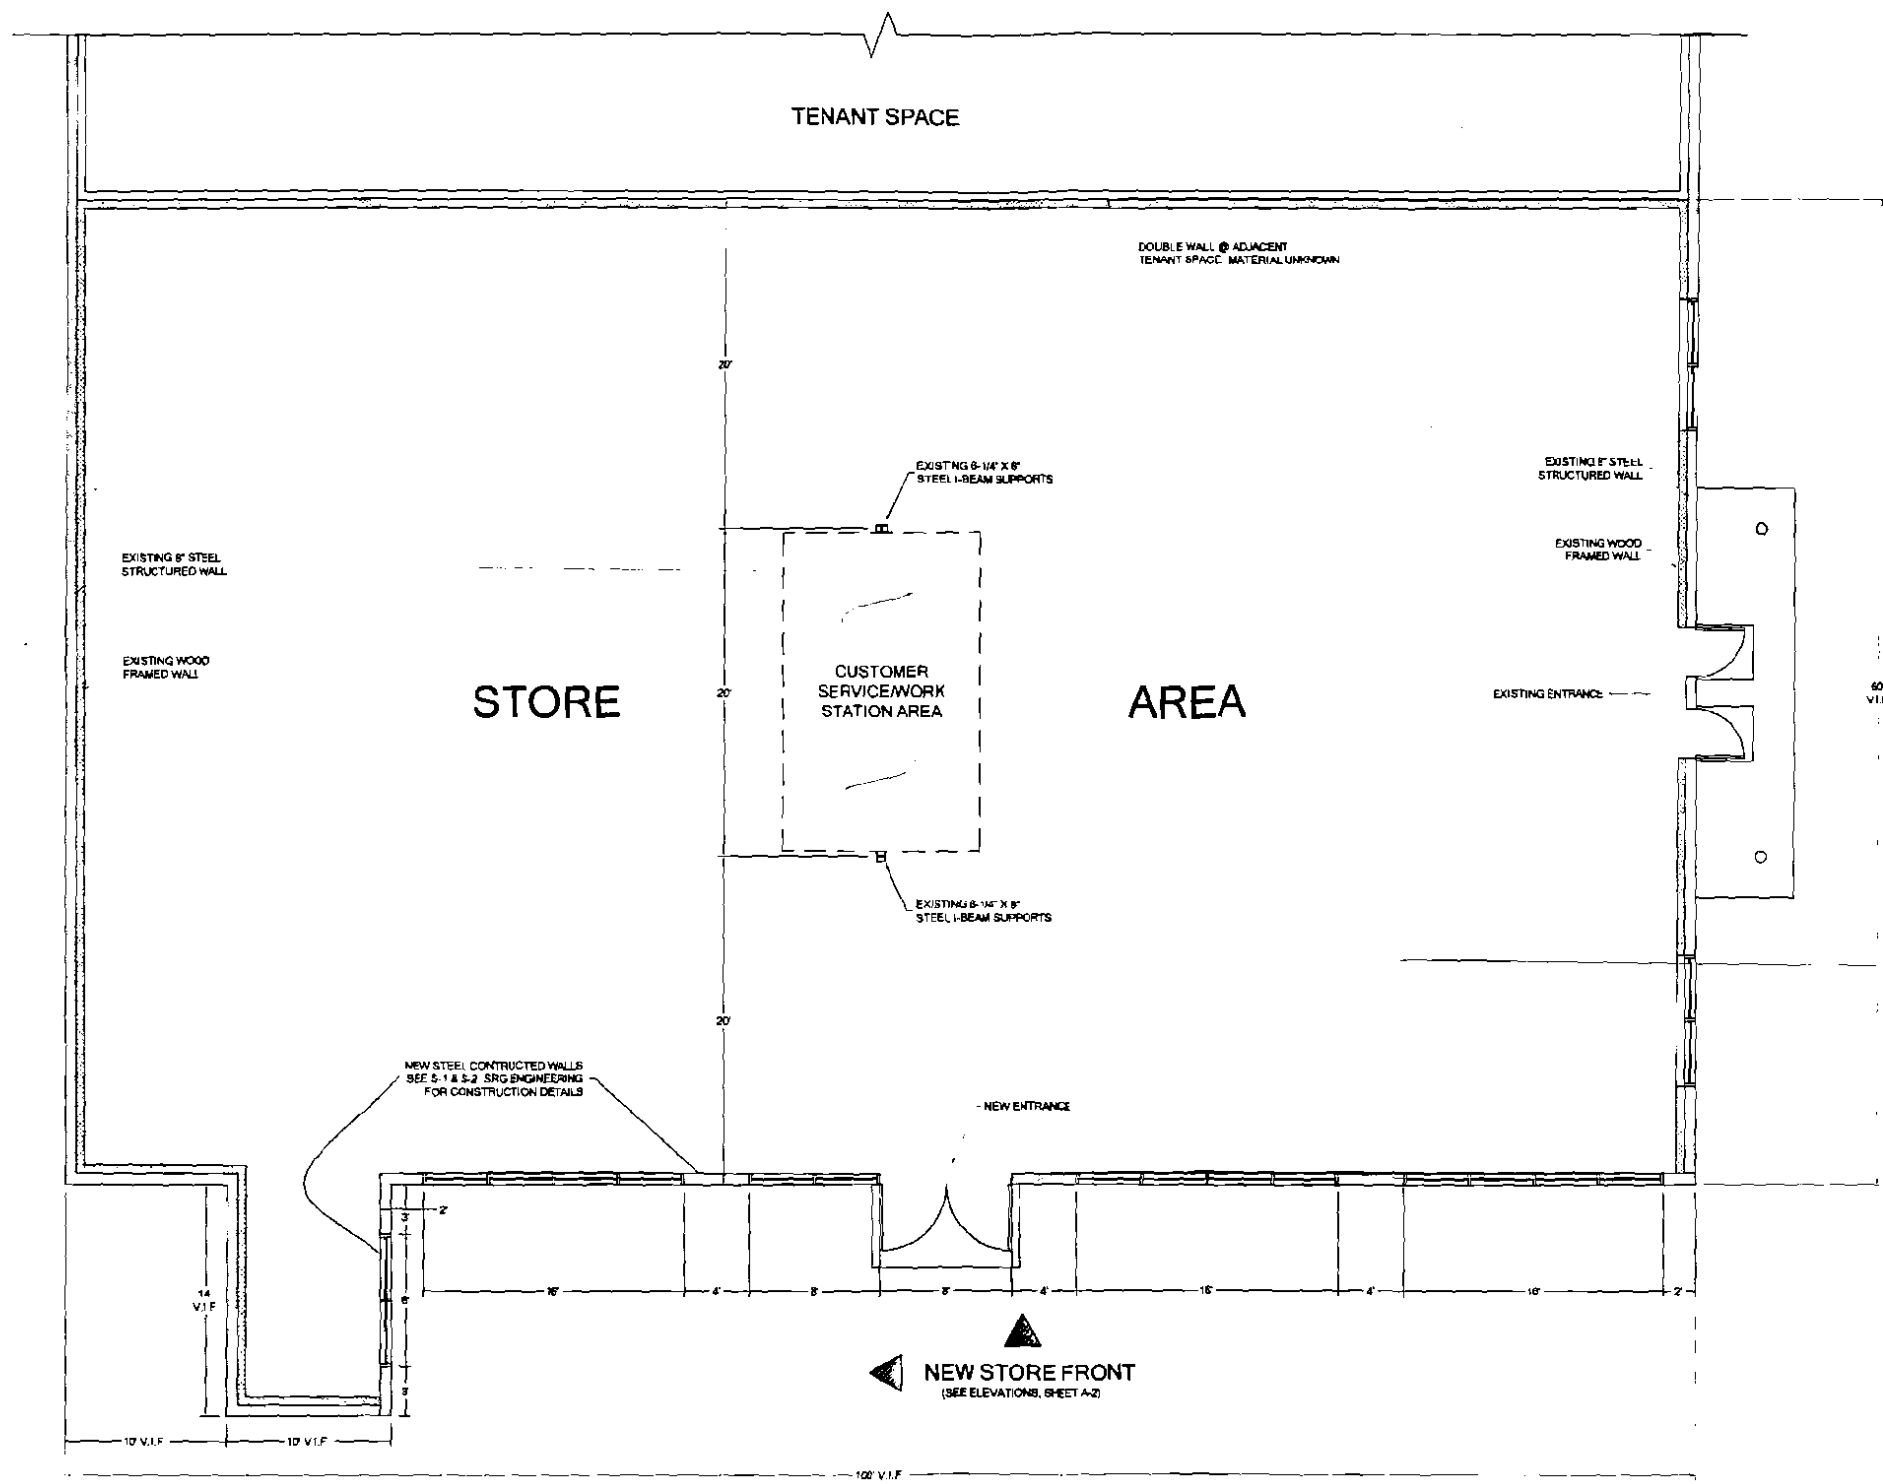 TENANT SPACE
DOUBLE WALL @ ADJACENT
TENANT SPACE MATERIAL UNKNOWN
20'
EXISTING 6-1/4" X 8"
STEEL I-BEAM SUPPORTS
EXISTING 8" STEEL
STRUCTURED WALL
EXISTING WOOD
FRAMED WALL
EXISTING 8" STEEL
STRUCTURED WALL
EXISTING WOOD
FRAMED WALL
STORE
20'
CUSTOMER
SERVICE/WORK
STATION AREA
AREA
EXISTING ENTRANCE
60
V.I.
EXISTING 6-1/4" X 8"
STEEL I-BEAM SUPPORTS
20'
NEW STEEL CONTRUCTED WALLS
SEE S-1 & S-2 SRG ENGINEERING
FOR CONSTRUCTION DETAILS
NEW ENTRANCE
3'
2'
14
V.I.F
8'
16'
4'
8'
8'
4'
16'
4'
16'
2'
3'
NEW STORE FRONT
(SEE ELEVATIONS, SHEET A-2)
10' V.I.F
10' V.I.F
100' V.I.F